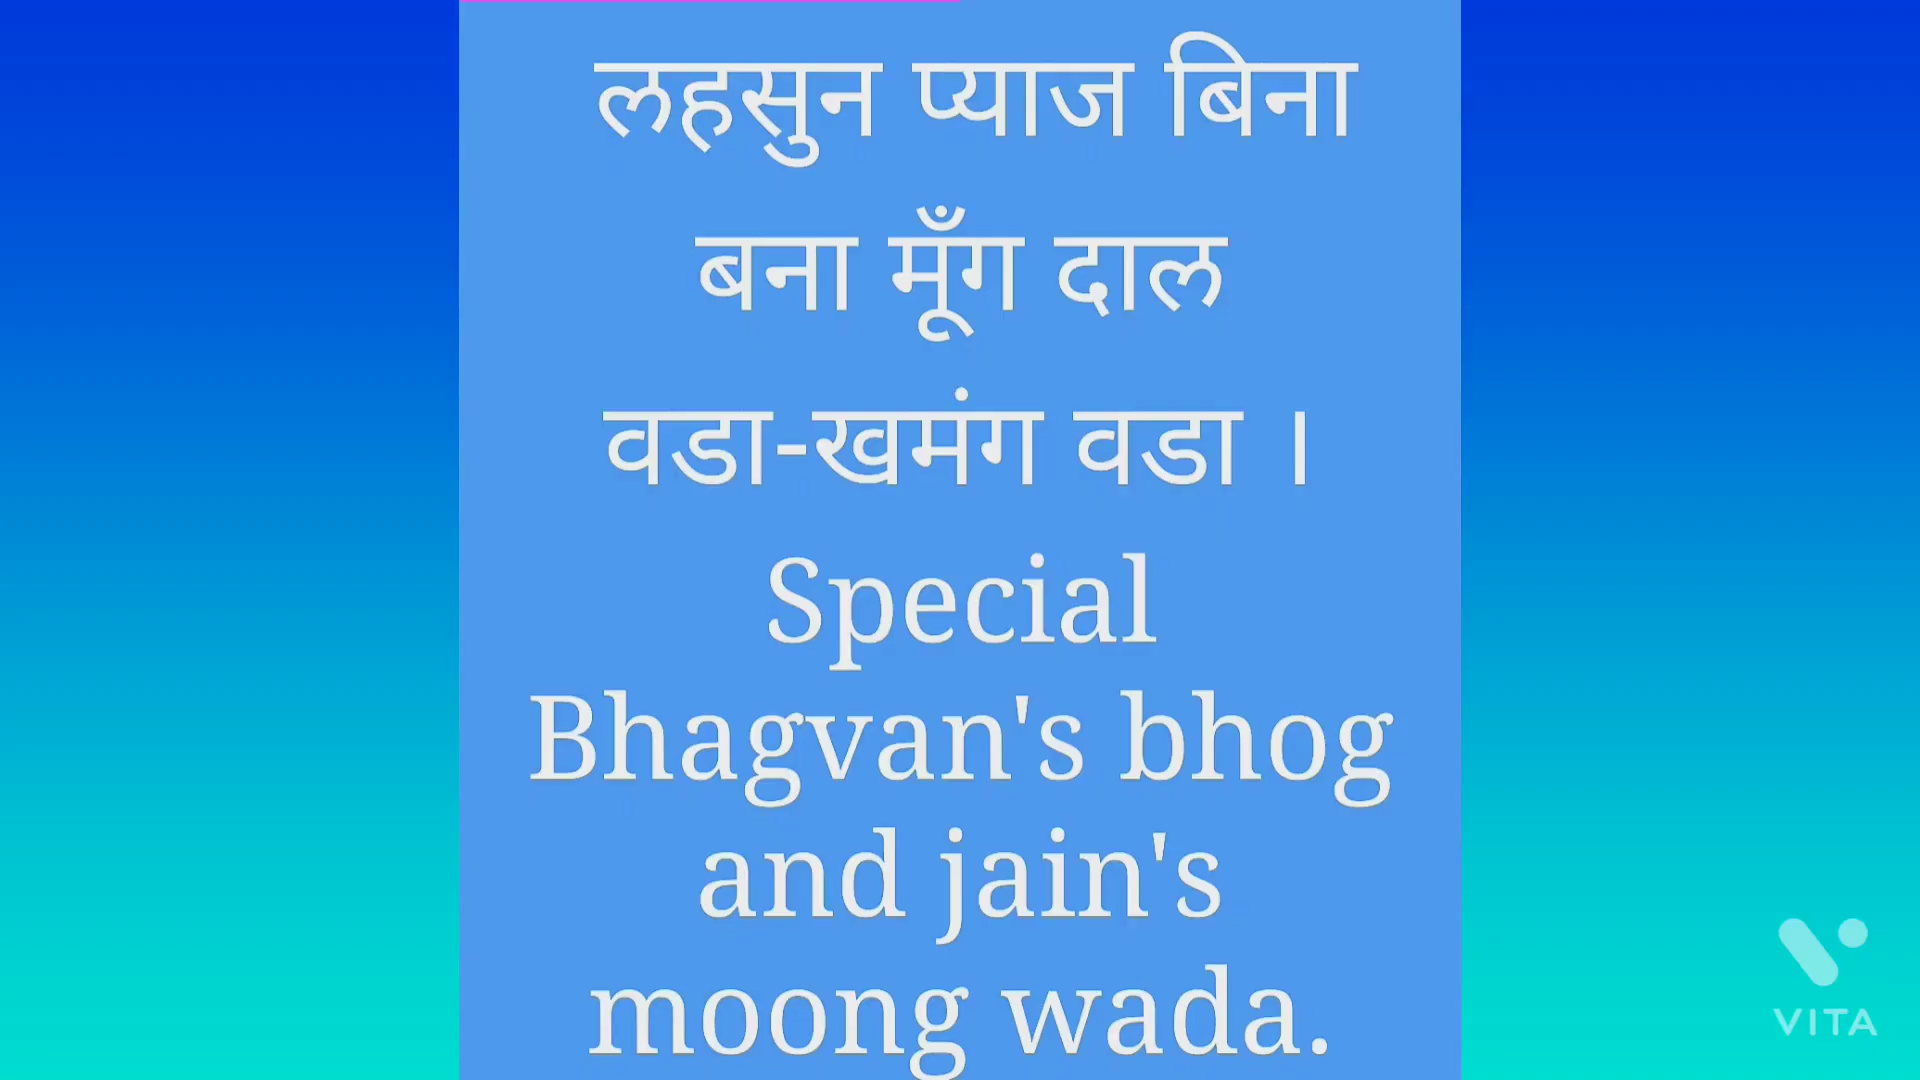 लहसुन प्याज बिना
बना मूँग दाल
वडा-खमंग वडा ।
Special
Bhagvan's bhog
and jain's
moong wada.
VITA